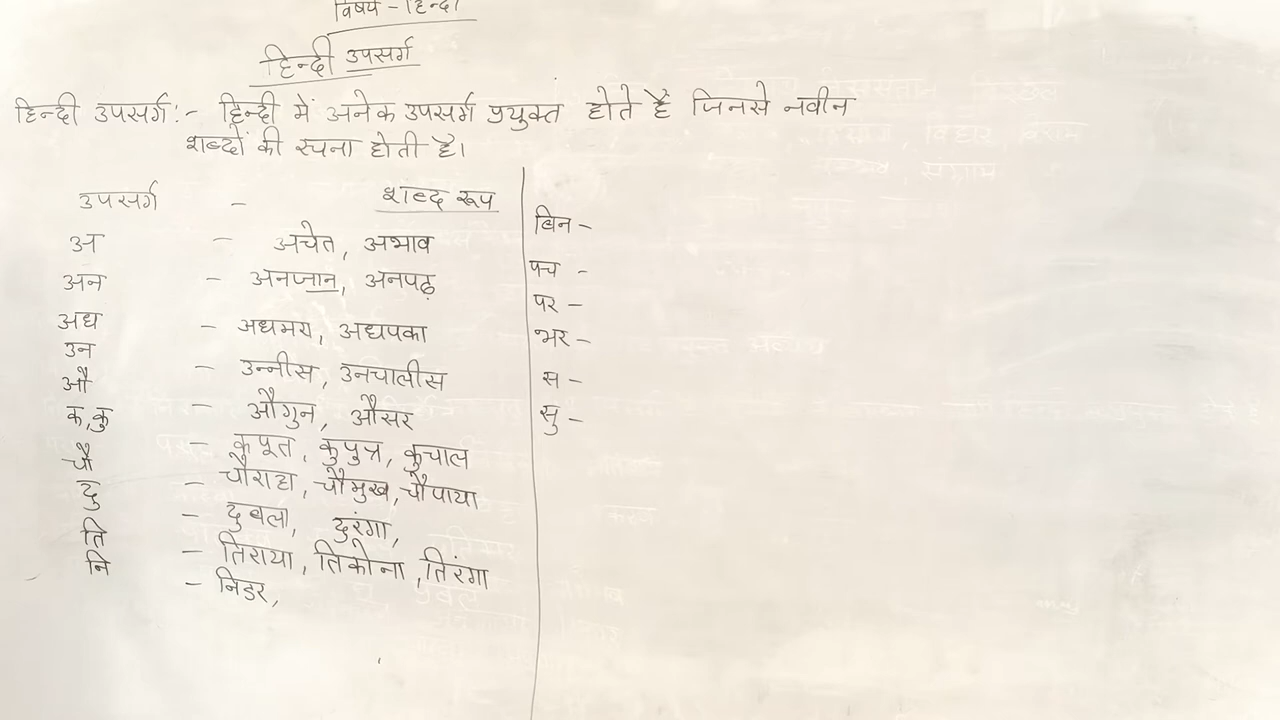 विषय - हिन्दी
हिन्दी उपसर्ग
हिन्दी उपसर्ग :- हिन्दी में अनेक उपसर्ग प्रयुक्त होते हैं जिनसे नवीन
शब्दों की रचना होती है।
उपसर्ग - शब्द रूप
अ - अचेत, अभाव
अन - अनजान, अनपढ़
अध - अधमरा, अधपका
उन - उन्नीस, उनचालीस
औ - औगुन, औसर
क,कु - कपूत, कुपुत्र, कुचाल
चौ - चौराहा, चौमुख, चौपाया
दु - दुबला, दुरंगा,
ति - तिराया, तिकोना, तिरंगा
नि - निडर,
बिन -
पच -
पर -
भर -
स -
सु -